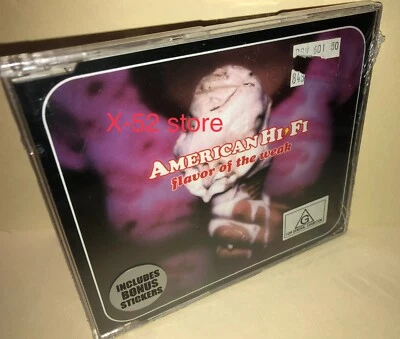 X-52 store
AMERICAN HI-FI
flavor of the weak
G
INCLUDES
BONUS
STICKERS